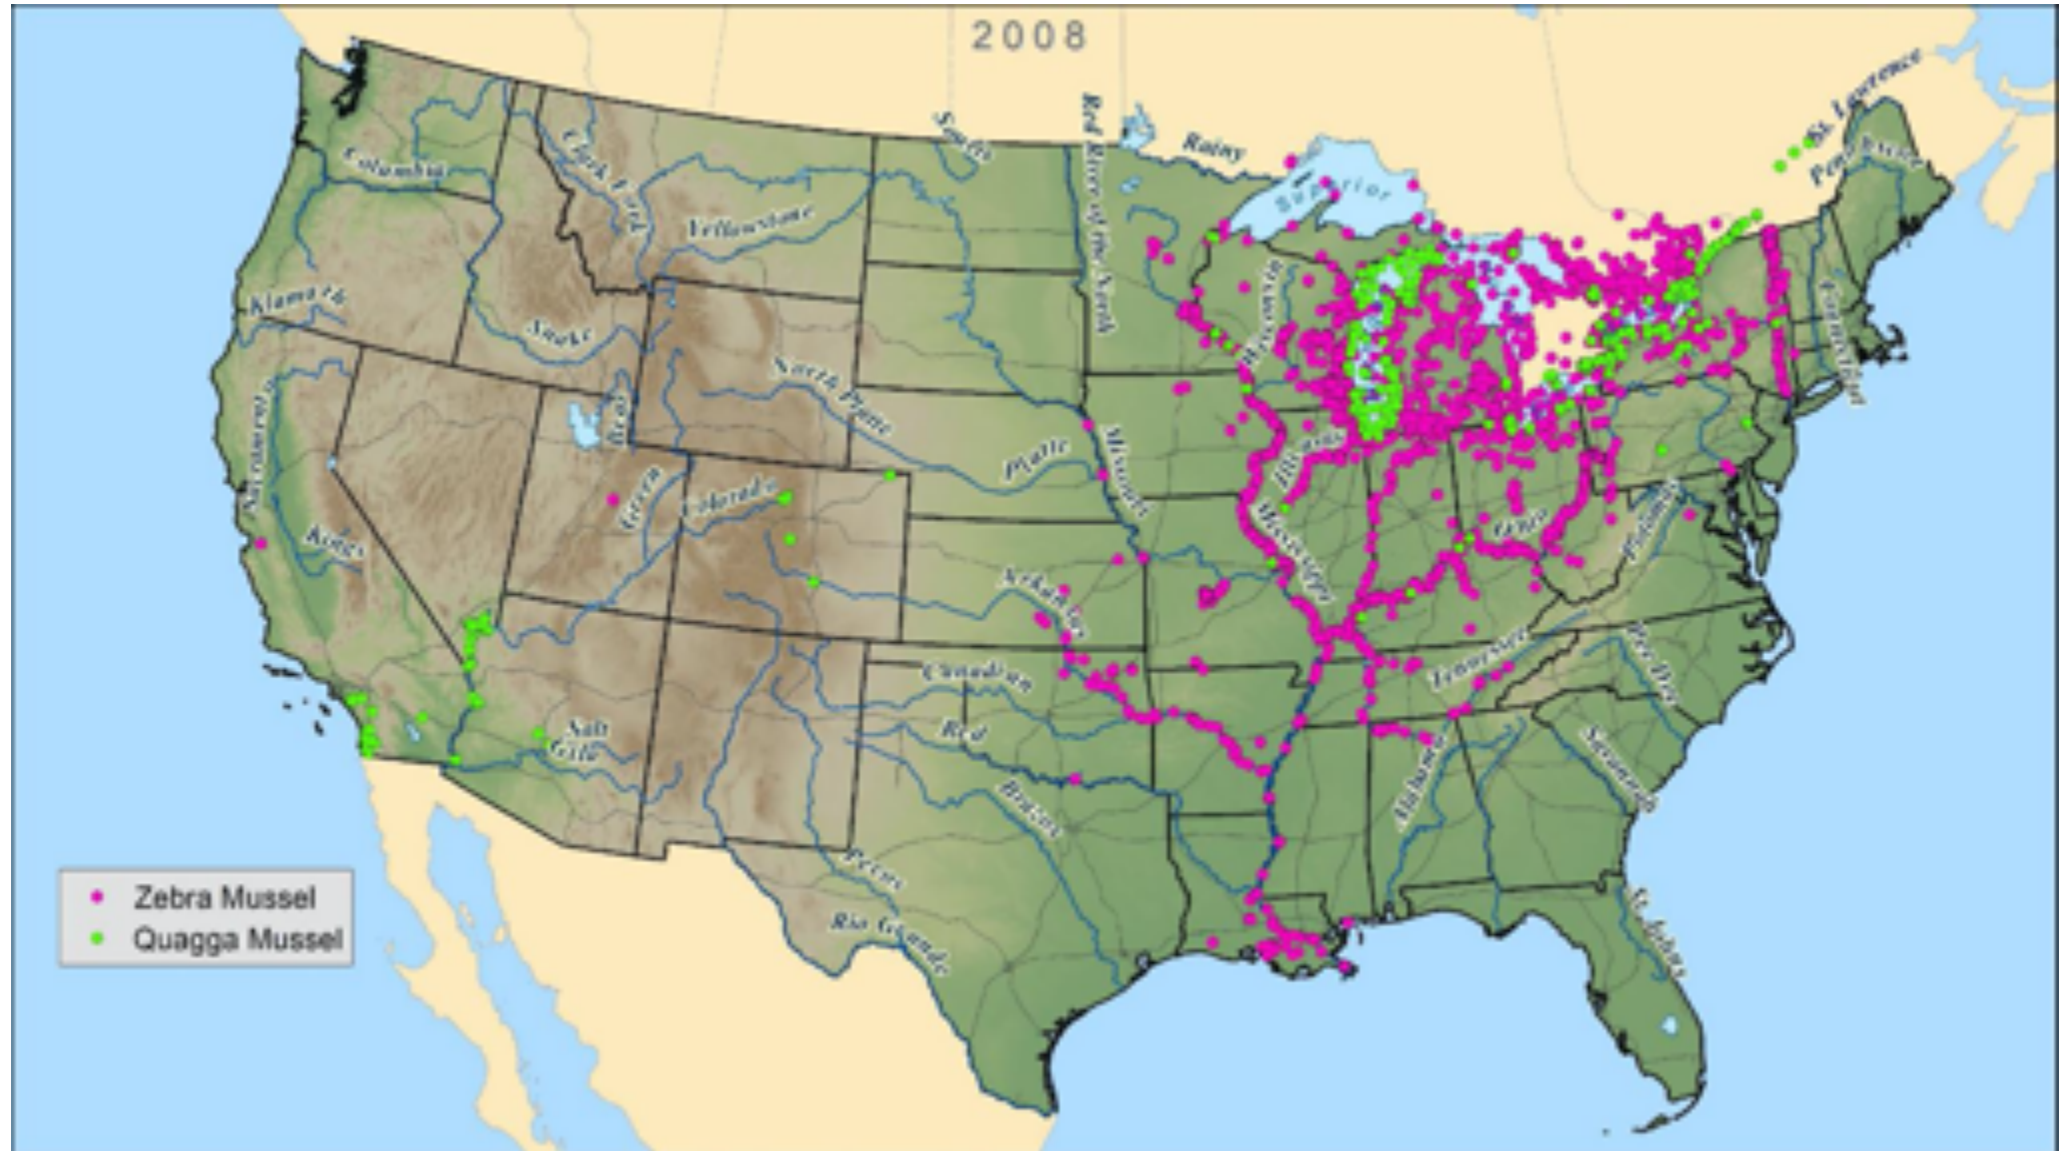 2008
St. Lawrence
Souris
Red River of the North
Rainy
Penobscot
Columbia
Clark Fork
Superior
Yellowstone
Klamath
Snake
Wisconsin
Connecticut
North Platte
Bear
Sacramento
Missouri
Platte
Illinois
Green
Colorado
Mississippi
Ohio
Potomac
Kings
Arkansas
Tennessee
Pee Dee
Canadian
Salt
Gila
Red
Alabama
Savannah
Brazos
Pecos
Rio Grande
St. Johns
Zebra Mussel
Quagga Mussel